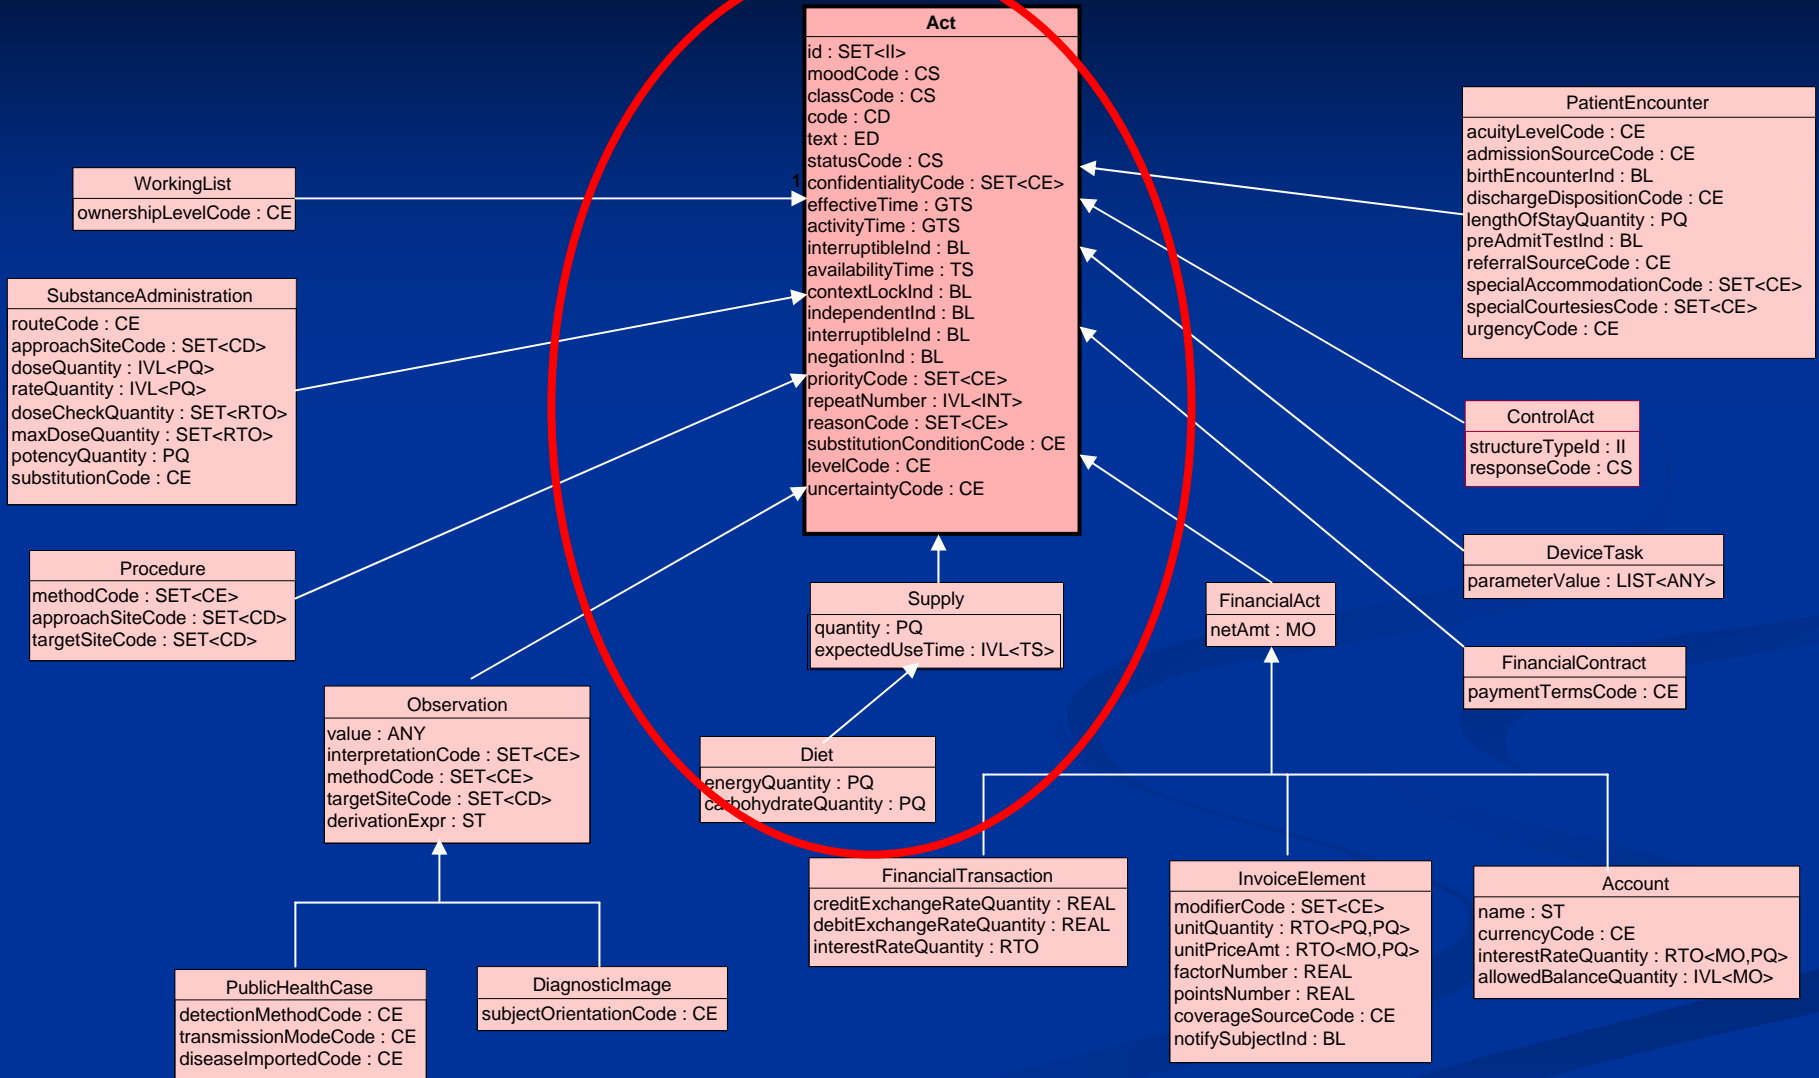 Act
id : SET<II>
moodCode : CS
classCode : CS
code : CD
text : ED
statusCode : CS
1
confidentialityCode : SET<CE>
effectiveTime : GTS
activityTime : GTS
interruptibleInd : BL
availabilityTime : TS
contextLockInd : BL
independentInd : BL
interruptibleInd : BL
negationInd : BL
priorityCode : SET<CE>
repeatNumber : IVL<INT>
reasonCode : SET<CE>
substitutionConditionCode : CE
levelCode : CE
uncertaintyCode : CE
WorkingList
ownershipLevelCode : CE
SubstanceAdministration
routeCode : CE
approachSiteCode : SET<CD>
doseQuantity : IVL<PQ>
rateQuantity : IVL<PQ>
doseCheckQuantity : SET<RTO>
maxDoseQuantity : SET<RTO>
potencyQuantity : PQ
substitutionCode : CE
Procedure
methodCode : SET<CE>
approachSiteCode : SET<CD>
targetSiteCode : SET<CD>
Observation
value : ANY
interpretationCode : SET<CE>
methodCode : SET<CE>
targetSiteCode : SET<CD>
derivationExpr : ST
PublicHealthCase
detectionMethodCode : CE
transmissionModeCode : CE
diseaseImportedCode : CE
DiagnosticImage
subjectOrientationCode : CE
Supply
quantity : PQ
expectedUseTime : IVL<TS>
Diet
energyQuantity : PQ
carbohydrateQuantity : PQ
FinancialAct
netAmt : MO
FinancialTransaction
creditExchangeRateQuantity : REAL
debitExchangeRateQuantity : REAL
interestRateQuantity : RTO
InvoiceElement
modifierCode : SET<CE>
unitQuantity : RTO<PQ,PQ>
unitPriceAmt : RTO<MO,PQ>
factorNumber : REAL
pointsNumber : REAL
coverageSourceCode : CE
notifySubjectInd : BL
Account
name : ST
currencyCode : CE
interestRateQuantity : RTO<MO,PQ>
allowedBalanceQuantity : IVL<MO>
PatientEncounter
acuityLevelCode : CE
admissionSourceCode : CE
birthEncounterInd : BL
dischargeDispositionCode : CE
lengthOfStayQuantity : PQ
preAdmitTestInd : BL
referralSourceCode : CE
specialAccommodationCode : SET<CE>
specialCourtesiesCode : SET<CE>
urgencyCode : CE
ControlAct
structureTypeId : II
responseCode : CS
DeviceTask
parameterValue : LIST<ANY>
FinancialContract
paymentTermsCode : CE